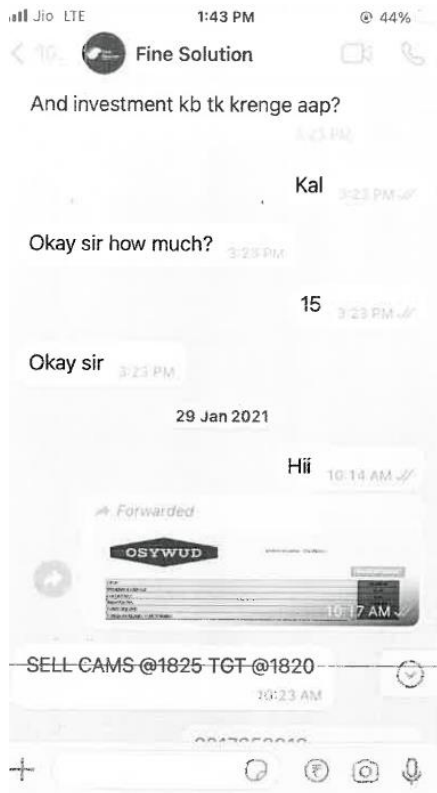 Jio LTE 1:43 PM 44%
Fine Solution
And investment kb tk krenge aap?
3:23 PM
Kal 3:23 PM
Okay sir how much? 3:23 PM
15 3:23 PM
Okay sir 3:23 PM
29 Jan 2021
Hii 10:14 AM
Forwarded
OSYWUD
10:17 AM
SELL CAMS @1825 TGT @1820
10:23 AM